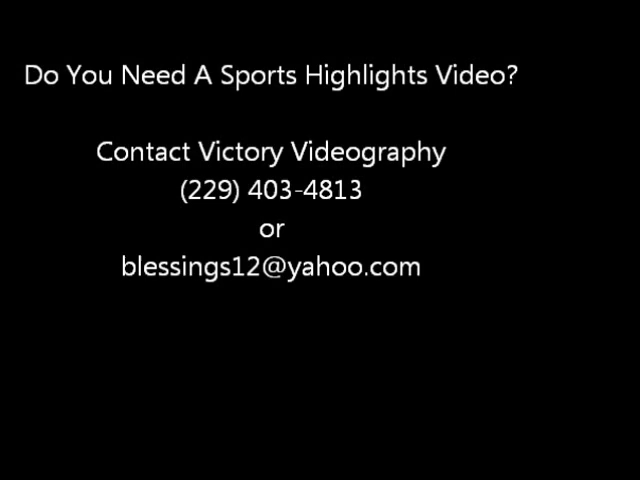 Do You Need A Sports Highlights Video?
Contact Victory Videography
(229) 403-4813
or
blessings12@yahoo.com